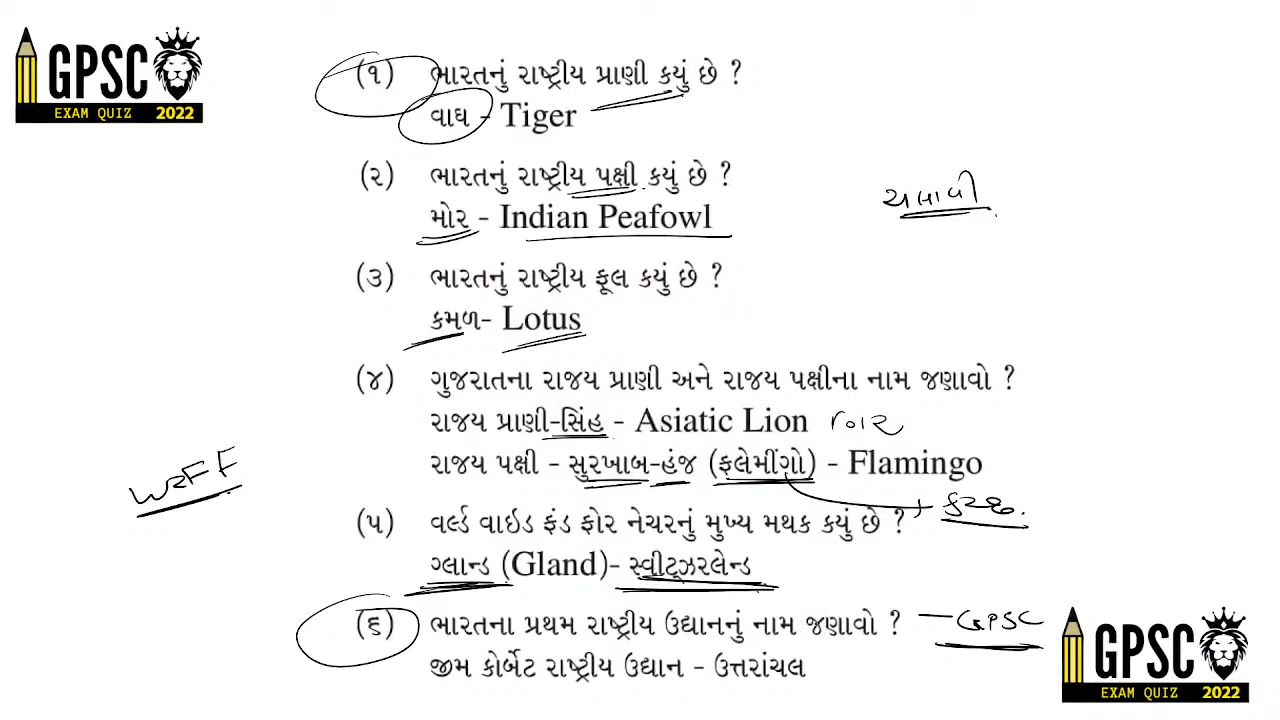 GPSC
EXAM QUIZ 2022
(૧) ભારતનું રાષ્ટ્રીય પ્રાણી કયું છે ?
વાઘ - Tiger
(૨) ભારતનું રાષ્ટ્રીય પક્ષી કયું છે ?
મોર - Indian Peafowl
(૩) ભારતનું રાષ્ટ્રીય ફૂલ કયું છે ?
કમળ- Lotus
(૪) ગુજરાતના રાજય પ્રાણી અને રાજય પક્ષીના નામ જણાવો ?
રાજય પ્રાણી-સિંહ - Asiatic Lion ગીર
રાજય પક્ષી - સુરખાબ-હંજ (ફલેમીંગો) - Flamingo
કચ્છ
(૫) વર્લ્ડ વાઇડ ફંડ ફોર નેચરનું મુખ્ય મથક કયું છે ?
ગ્લાન્ડ (Gland)- સ્વીટ્ઝરલેન્ડ
(૬) ભારતના પ્રથમ રાષ્ટ્રીય ઉદ્યાનનું નામ જણાવો ? - GPSC
જીમ કોર્બેટ રાષ્ટ્રીય ઉદ્યાન - ઉત્તરાંચલ
GPSC
EXAM QUIZ 2022